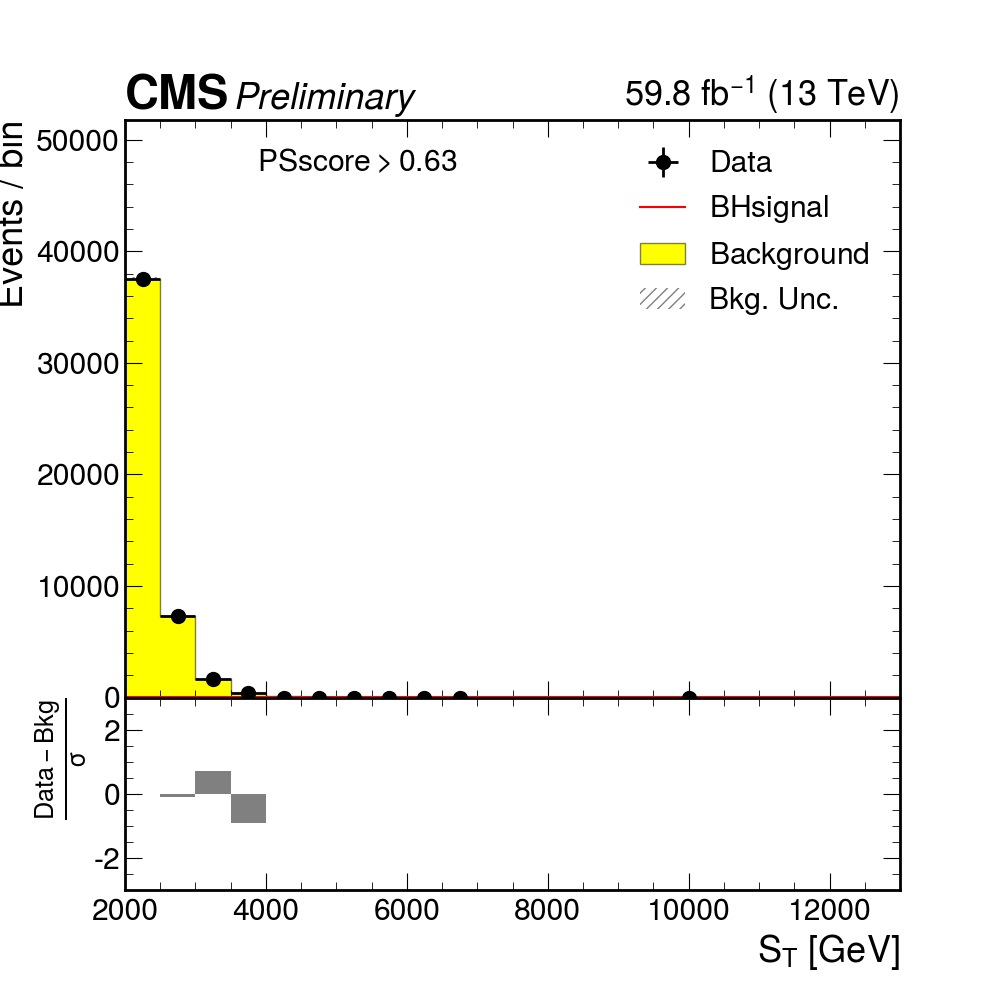 CMS Preliminary
59.8 fb⁻¹ (13 TeV)
Events / bin
50000
40000
30000
20000
10000
0
PSscore > 0.63
Data
BHsignal
Background
Bkg. Unc.
Data − Bkg
σ
2
0
-2
2000 4000 6000 8000 10000 12000
S_T [GeV]